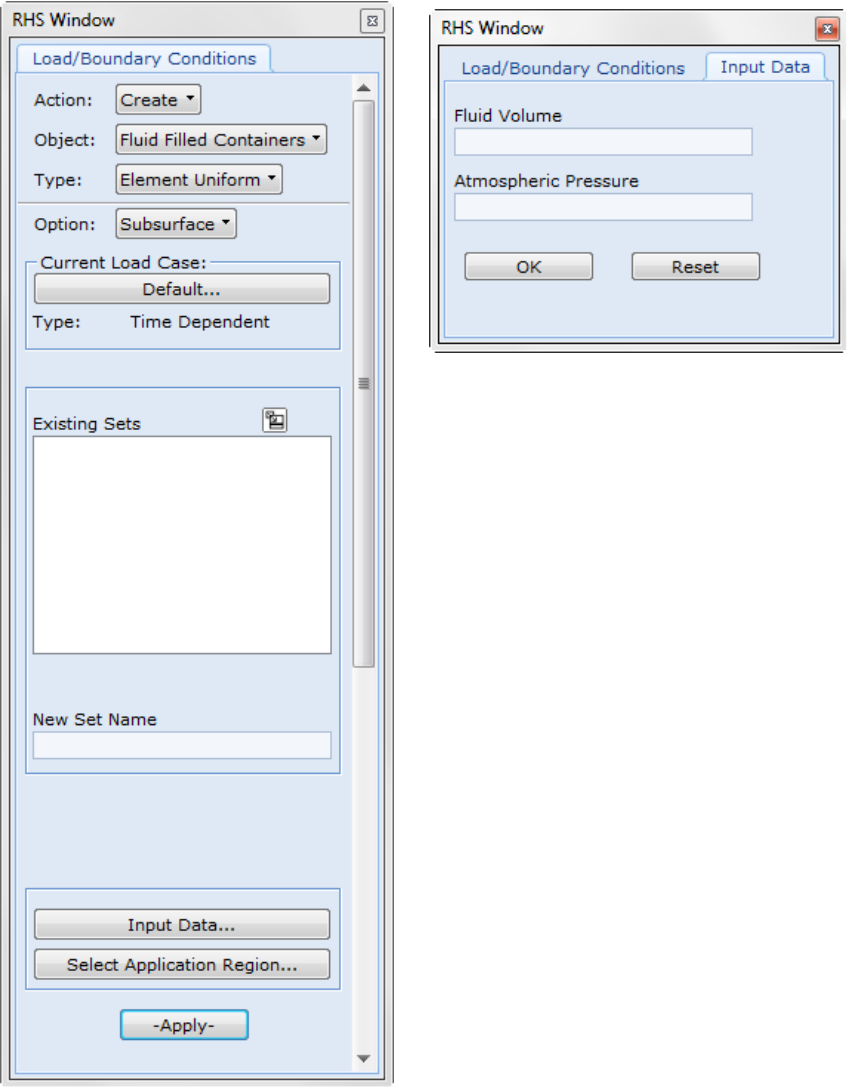 RHS Window
Load/Boundary Conditions
Action: Create
Object: Fluid Filled Containers
Type: Element Uniform
Option: Subsurface
Current Load Case:
Default...
Type: Time Dependent
Existing Sets
New Set Name
Input Data...
Select Application Region...
-Apply-
RHS Window
Load/Boundary Conditions Input Data
Fluid Volume
Atmospheric Pressure
OK Reset